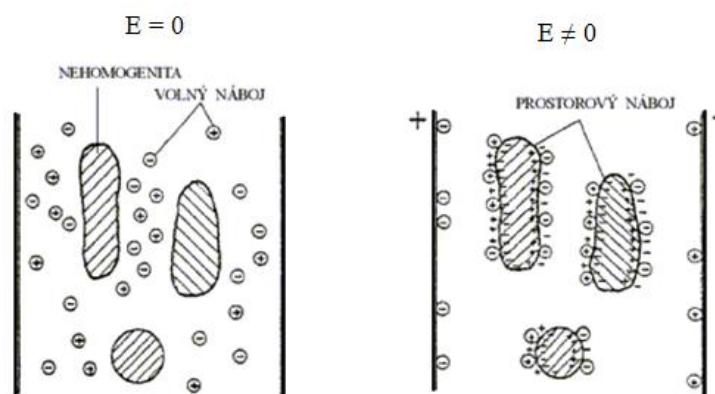 E = 0
E ≠ 0
NEHOMOGENITA
VOLNÝ NÁBOJ
PROSTOROVÝ NÁBOJ
+